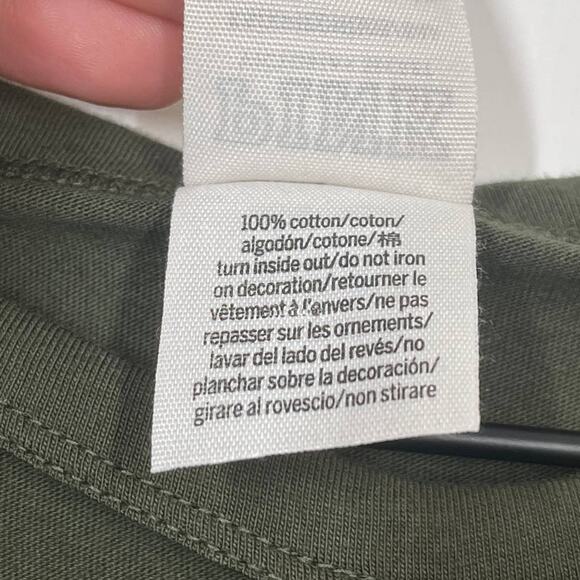 100% cotton/coton/
algodón/cotone/棉
turn inside out/do not iron
on decoration/retourner le
vêtement à l'envers/ne pas
repasser sur les ornements/
lavar del lado del revés/no
planchar sobre la decoración/
girare al rovescio/non stirare